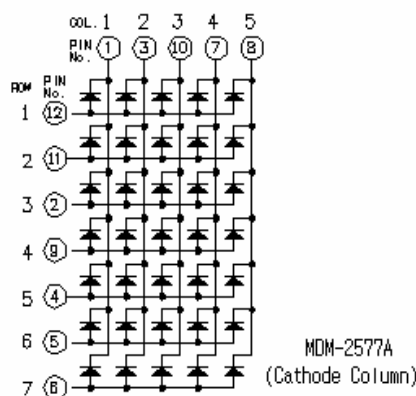 COL. 1 2 3 4 5
PIN No. 1 3 10 7 8
ROW PIN No.
1 12
2 11
3 2
4 9
5 4
6 5
7 6
MDM-2577A
(Cathode Column)